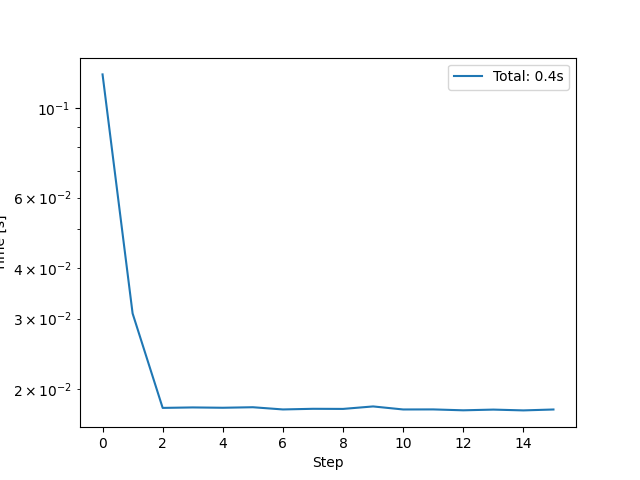 Total: 0.4s
10⁻¹
6 × 10⁻²
4 × 10⁻²
3 × 10⁻²
2 × 10⁻²
Time [s]
0 2 4 6 8 10 12 14
Step